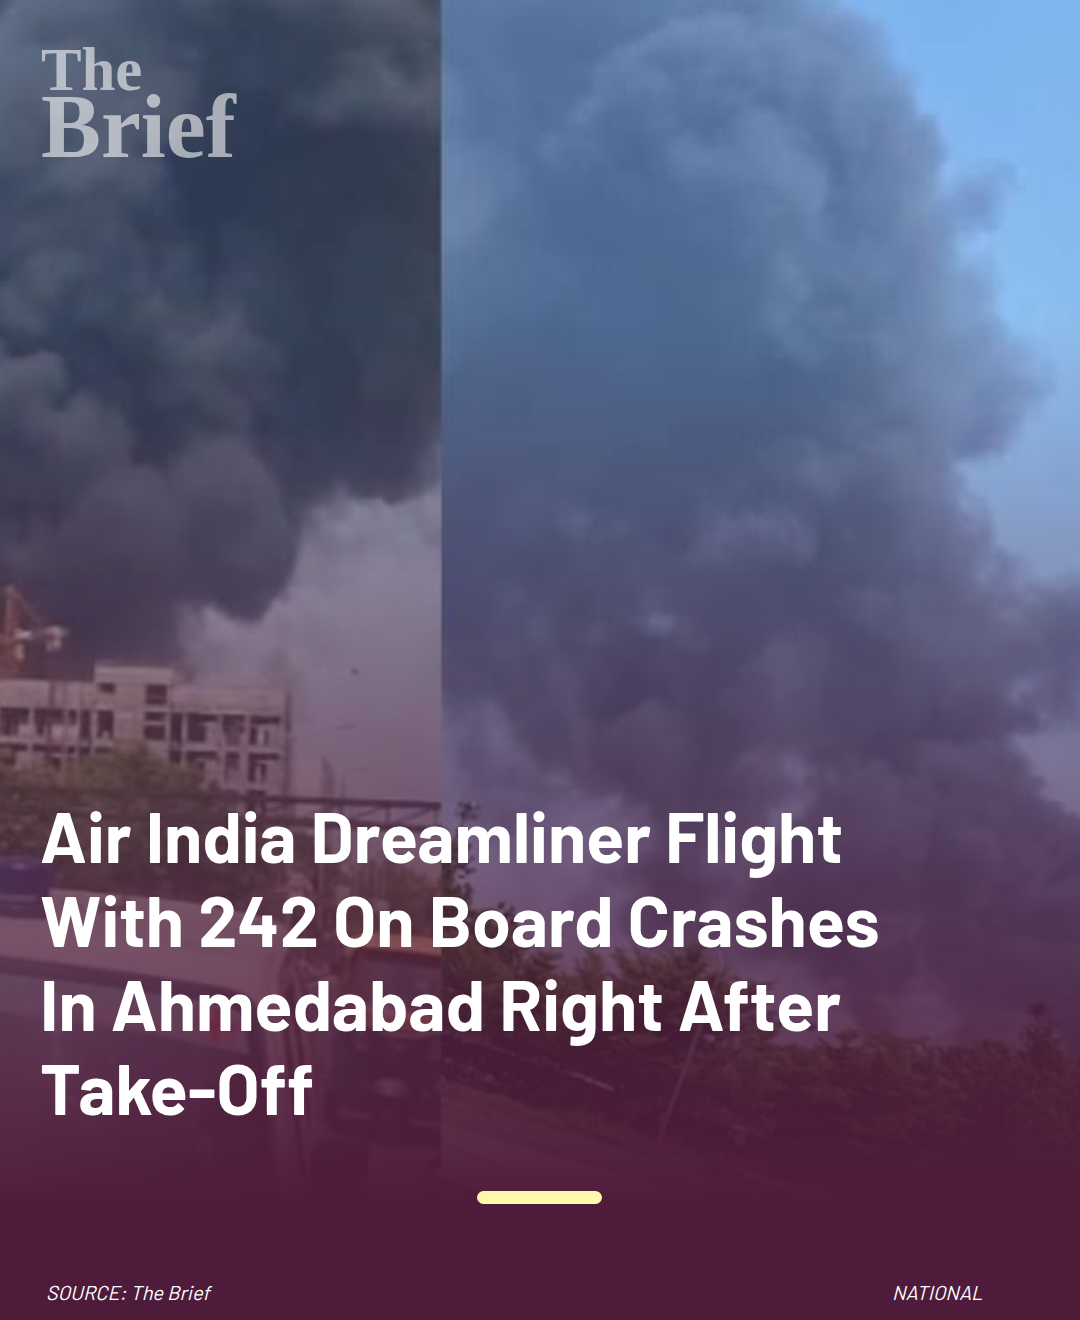 The
Brief
Air India Dreamliner Flight
With 242 On Board Crashes
In Ahmedabad Right After
Take-Off
SOURCE: The Brief
NATIONAL